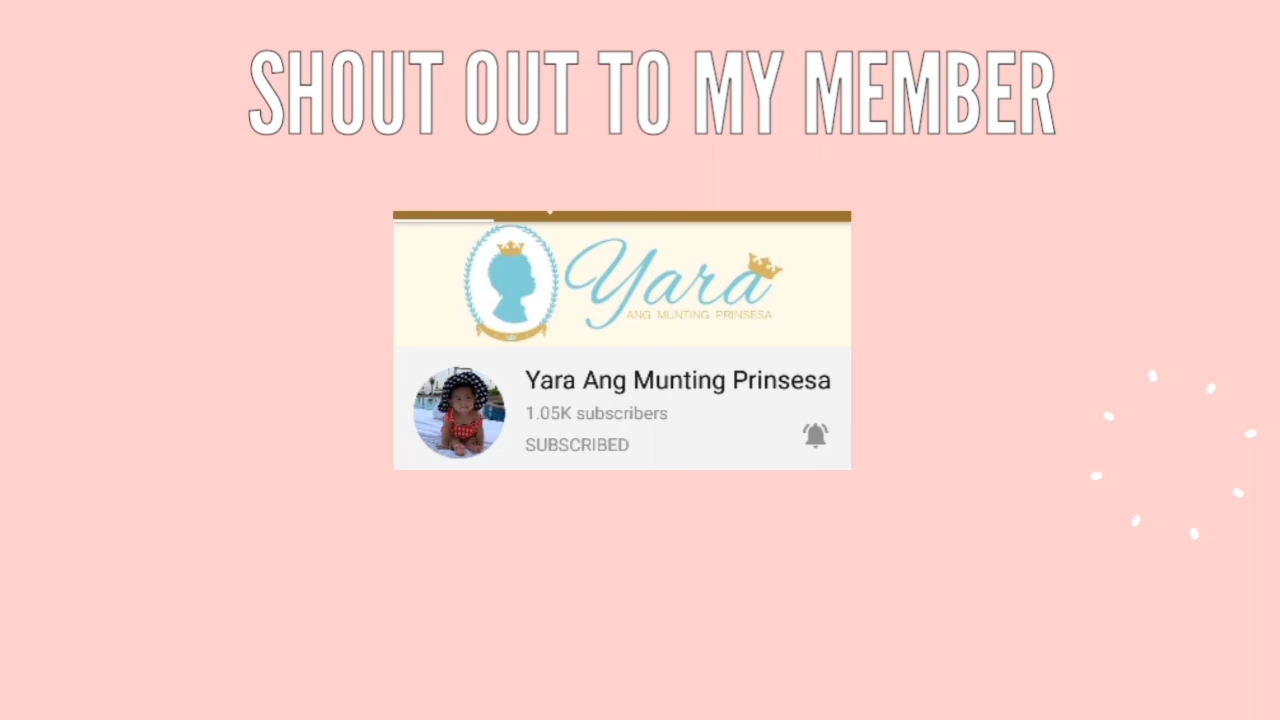 SHOUT OUT TO MY MEMBER
Yara
ANG MUNTING PRINSESA
Yara Ang Munting Prinsesa
1.05K subscribers
SUBSCRIBED